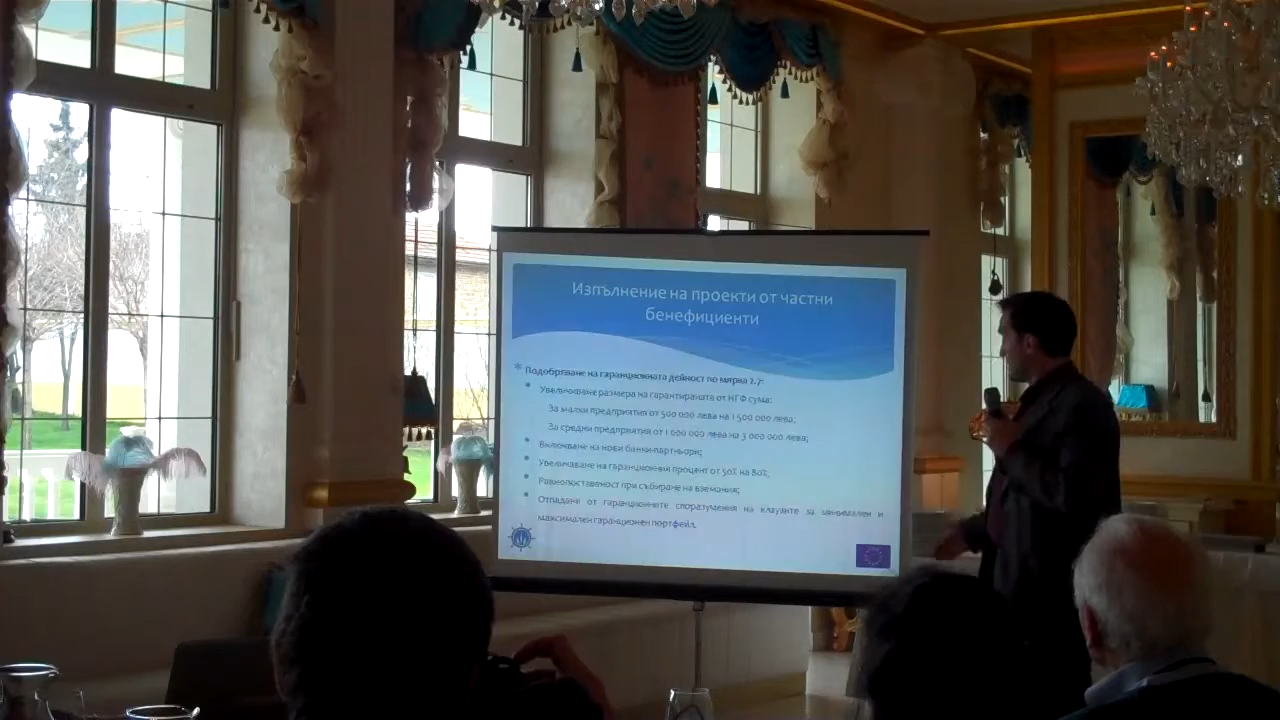 Изпълнение на проекти от частни
бенефициенти
* Подобряване на гаранционната дейност по мярка 2.7:
• Увеличаване размера на гарантираната от НГФ сума:
За малки предприятия от 500 000 лева на 1 500 000 лева;
За средни предприятия от 1 000 000 лева на 3 000 000 лева;
• Включване на нови банки-партньори;
• Увеличаване на гаранционния процент от 50% на 80%;
• Равнопоставеност при събиране на вземания;
• Отпадане от гаранционните споразумения на клаузите за минимален и
максимален гаранционен портфейл.